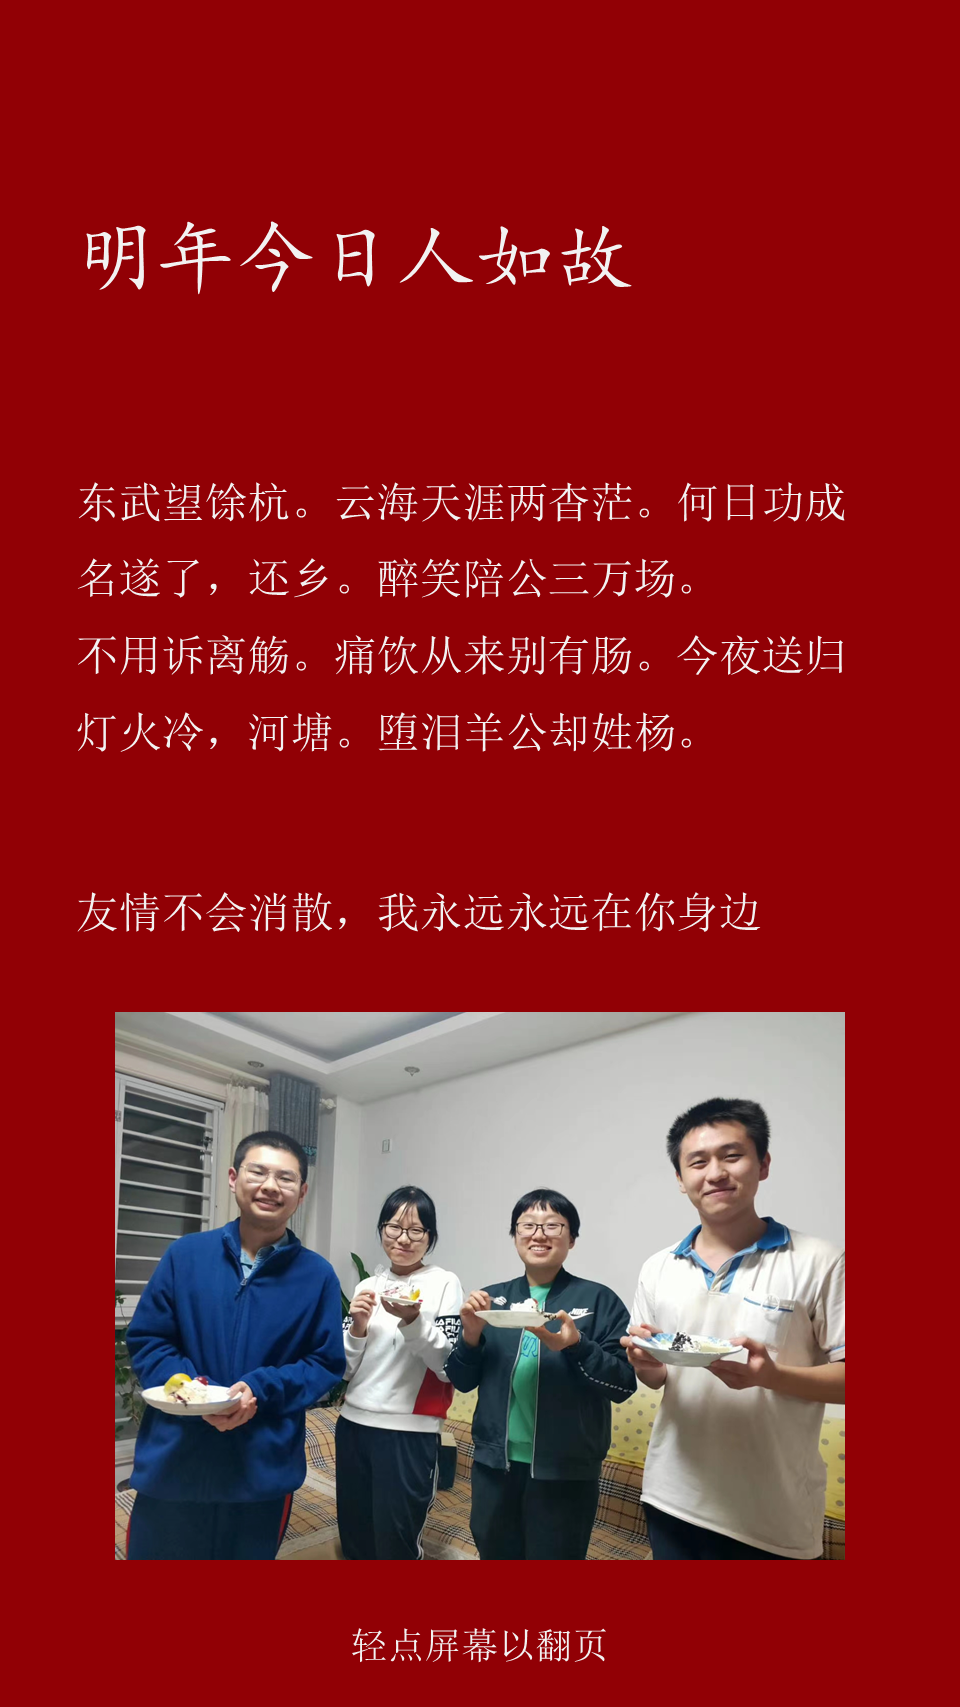 明年今日人如故
东武望馀杭。云海天涯两杳茫。何日功成
名遂了，还乡。醉笑陪公三万场。
不用诉离觞。痛饮从来别有肠。今夜送归
灯火冷，河塘。堕泪羊公却姓杨。
友情不会消散，我永远永远在你身边
NIKE
轻点屏幕以翻页